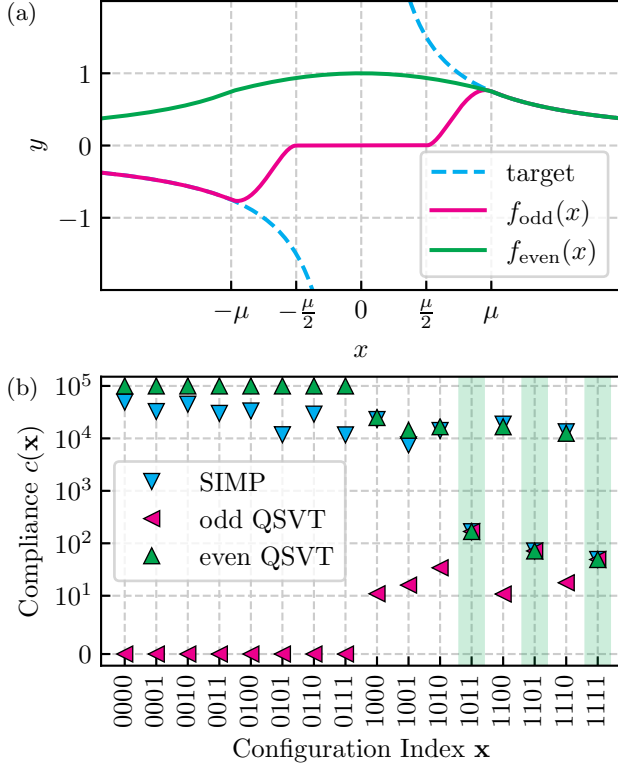 (a)
1
0
−1
y
target
f_odd(x)
f_even(x)
−μ
−μ/2
0
μ/2
μ
x
(b)
10^5
10^4
10^3
10^2
10^1
0
Compliance c(x)
SIMP
odd QSVT
even QSVT
0000
0001
0010
0011
0100
0101
0110
0111
1000
1001
1010
1011
1100
1101
1110
1111
Configuration Index x